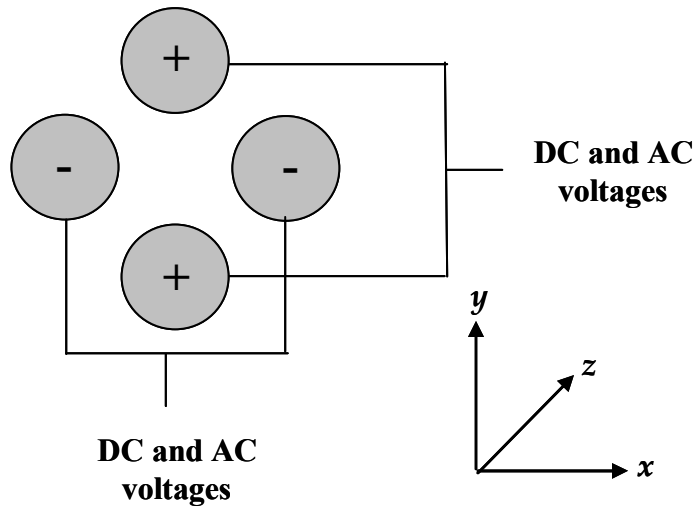 +
- -
DC and AC
voltages
+
y
z
x
DC and AC
voltages